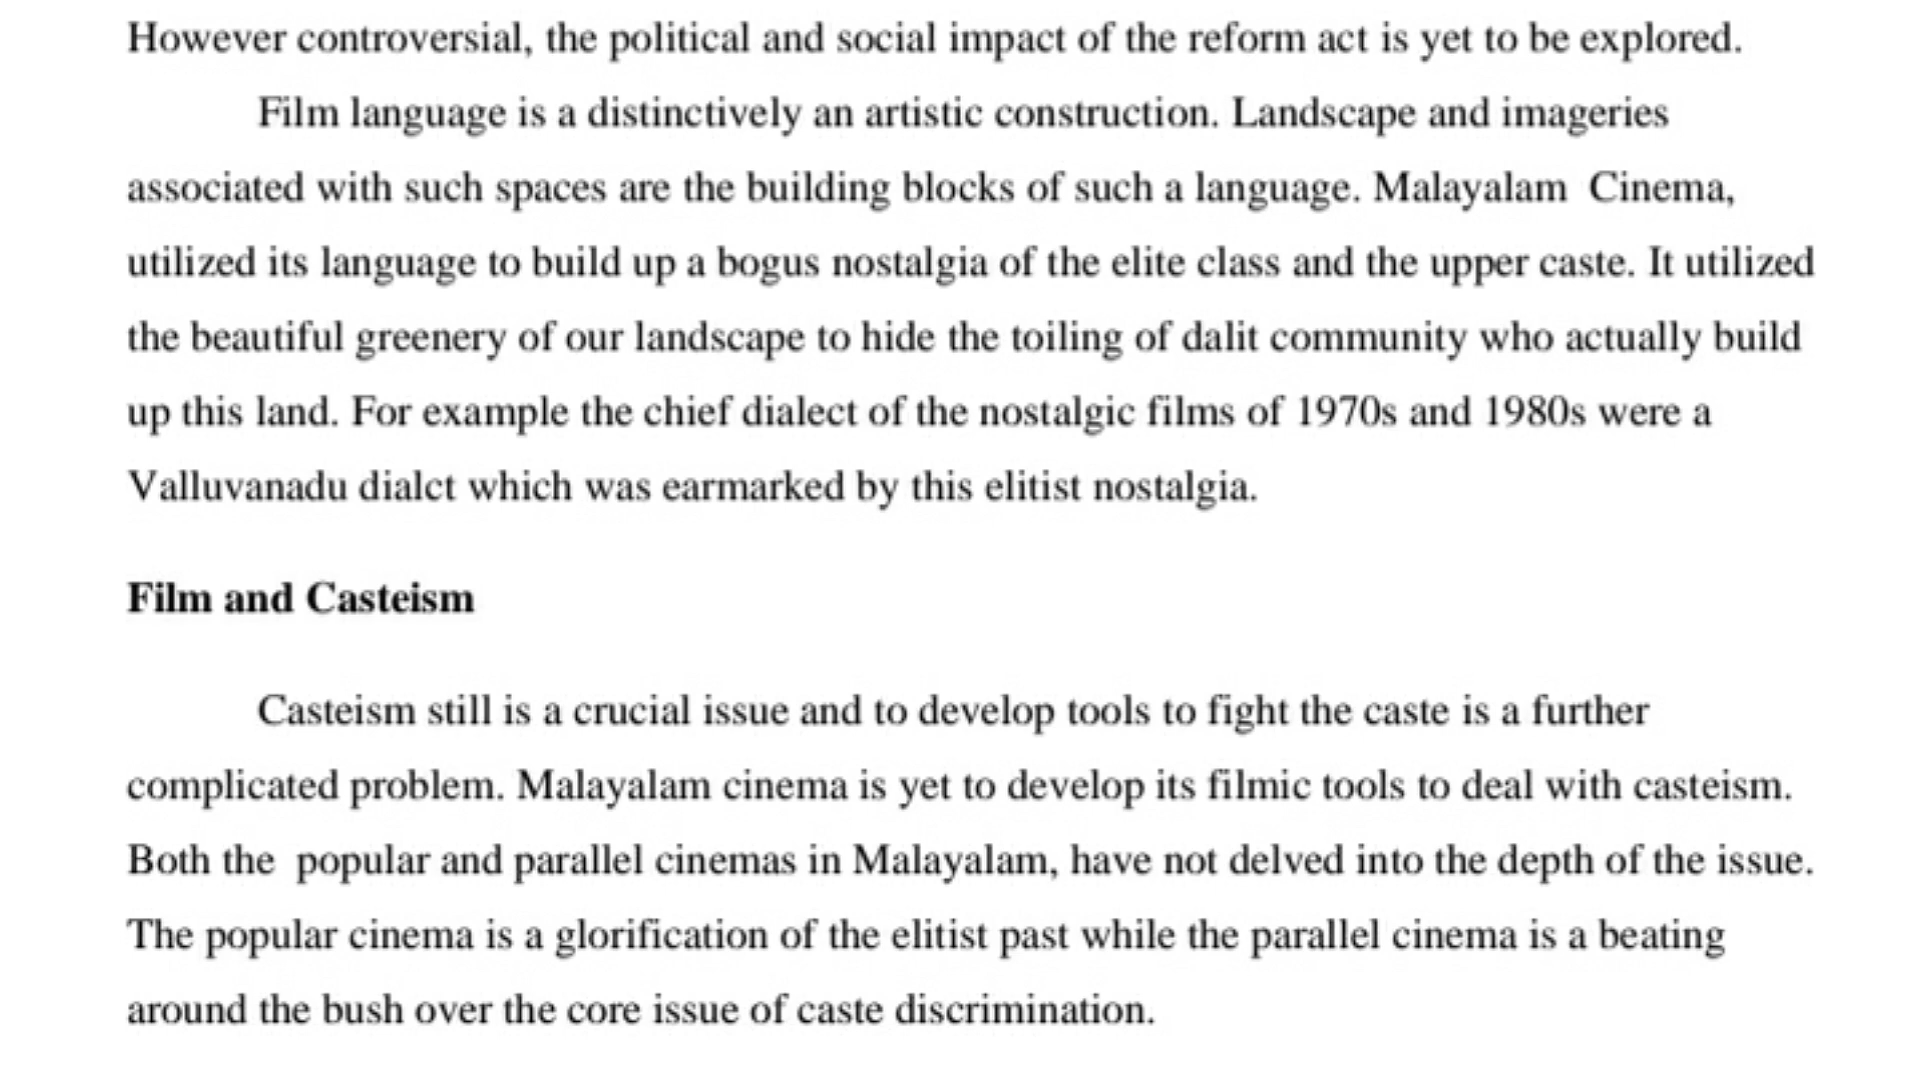 However controversial, the political and social impact of the reform act is yet to be explored.
Film language is a distinctively an artistic construction. Landscape and imageries
associated with such spaces are the building blocks of such a language. Malayalam  Cinema,
utilized its language to build up a bogus nostalgia of the elite class and the upper caste. It utilized
the beautiful greenery of our landscape to hide the toiling of dalit community who actually build
up this land. For example the chief dialect of the nostalgic films of 1970s and 1980s were a
Valluvanadu dialct which was earmarked by this elitist nostalgia.
Film and Casteism
Casteism still is a crucial issue and to develop tools to fight the caste is a further
complicated problem. Malayalam cinema is yet to develop its filmic tools to deal with casteism.
Both the  popular and parallel cinemas in Malayalam, have not delved into the depth of the issue.
The popular cinema is a glorification of the elitist past while the parallel cinema is a beating
around the bush over the core issue of caste discrimination.